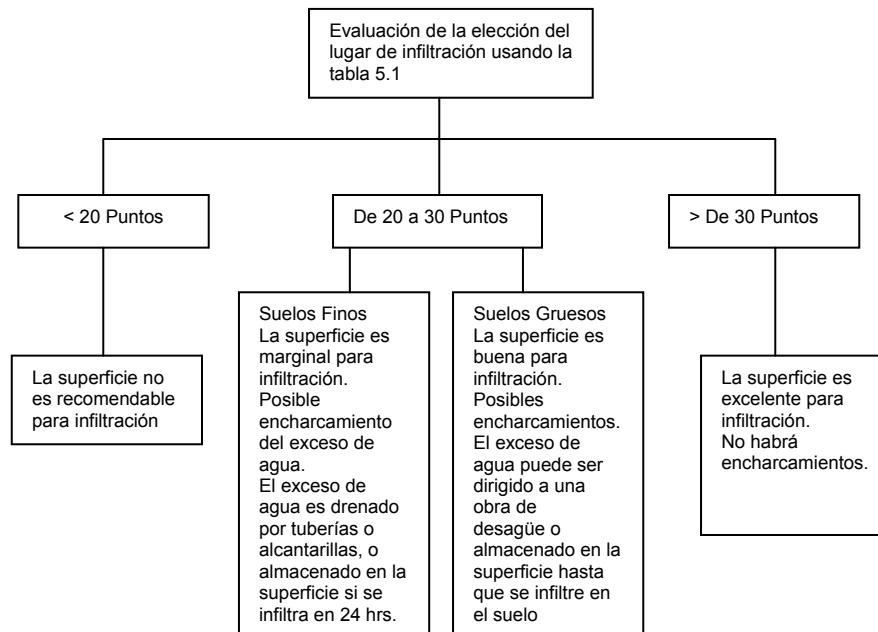 Evaluación de la elección del
lugar de infiltración usando la
tabla 5.1
< 20 Puntos
De 20 a 30 Puntos
> De 30 Puntos
La superficie no
es recomendable
para infiltración
Suelos Finos
La superficie es
marginal para
infiltración.
Posible
encharcamiento
del exceso de
agua.
El exceso de
agua es drenado
por tuberías o
alcantarillas, o
almacenado en la
superficie si se
infiltra en 24 hrs.
Suelos Gruesos
La superficie es
buena para
infiltración.
Posibles
encharcamientos.
El exceso de
agua puede ser
dirigido a una
obra de
desagüe o
almacenado en la
superficie hasta
que se infiltre en
el suelo
La superficie es
excelente para
infiltración.
No habrá
encharcamientos.